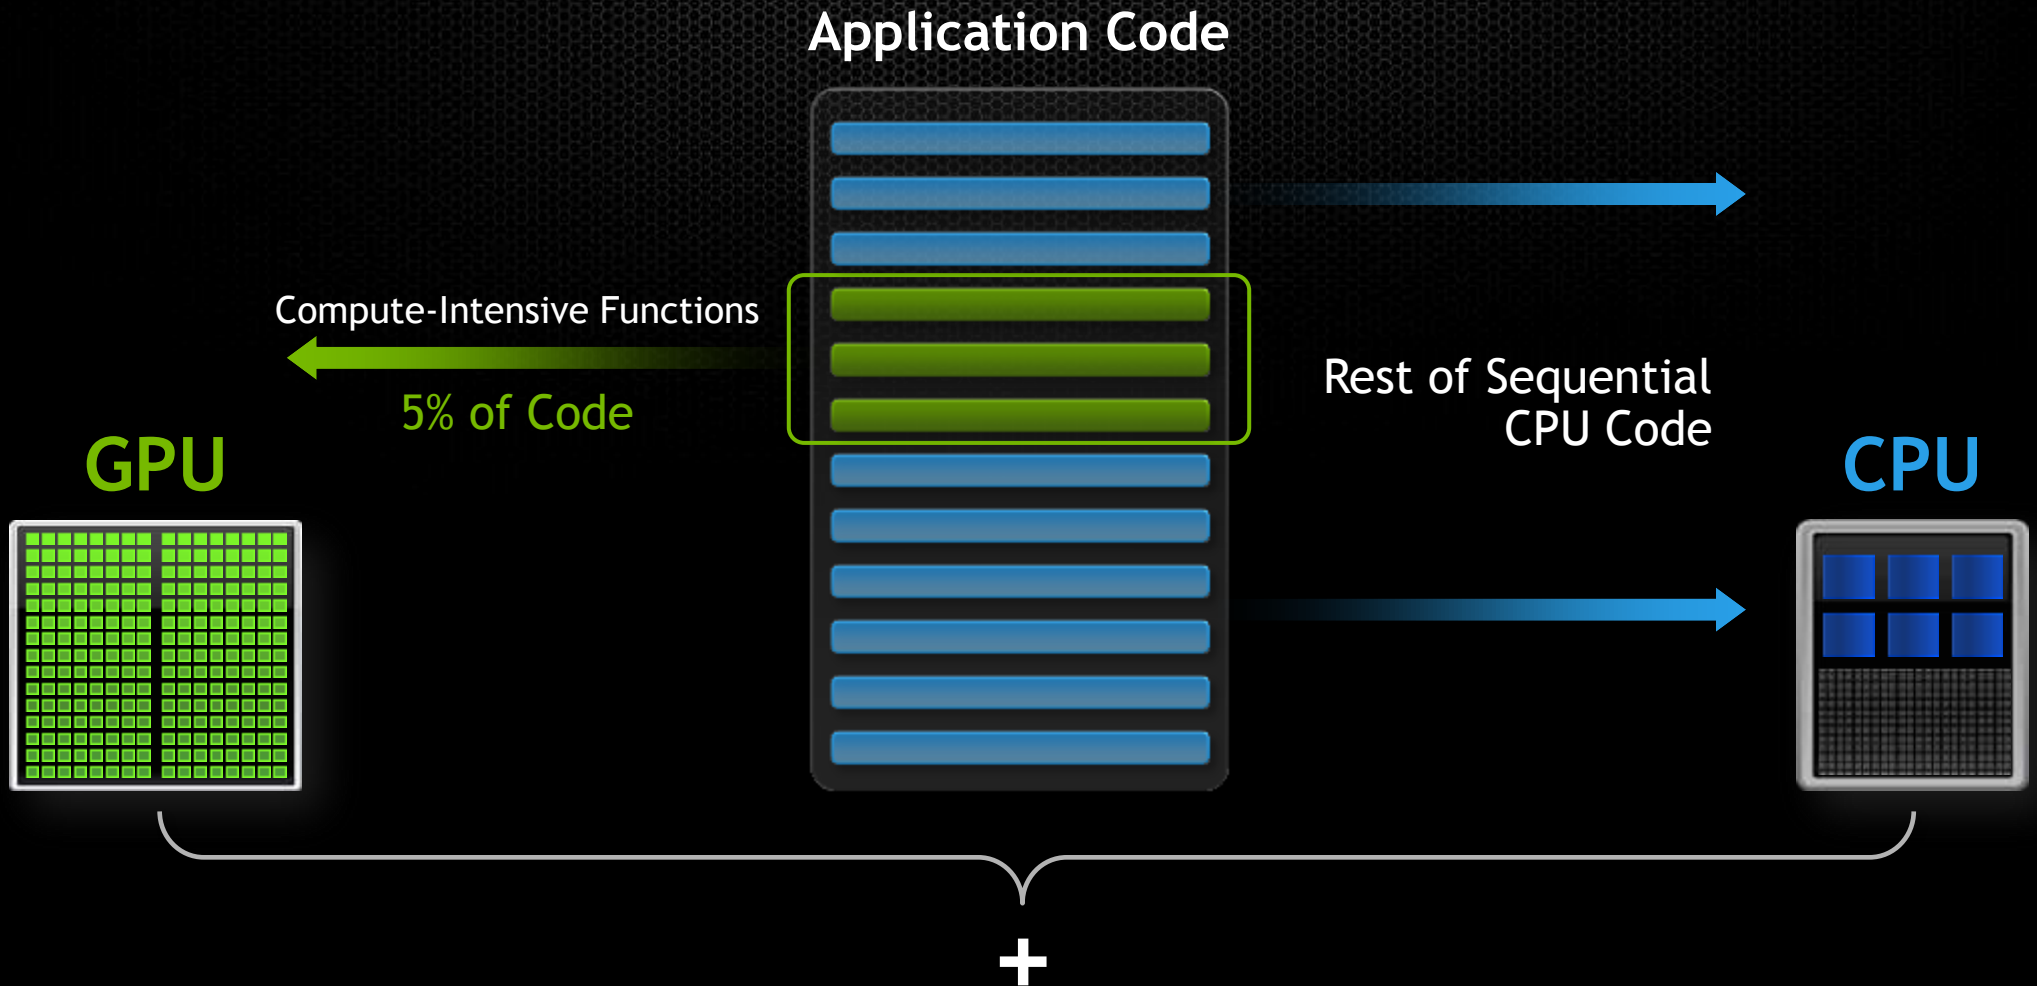 Application Code
Compute-Intensive Functions
5% of Code
GPU
Rest of Sequential
CPU Code
CPU
+